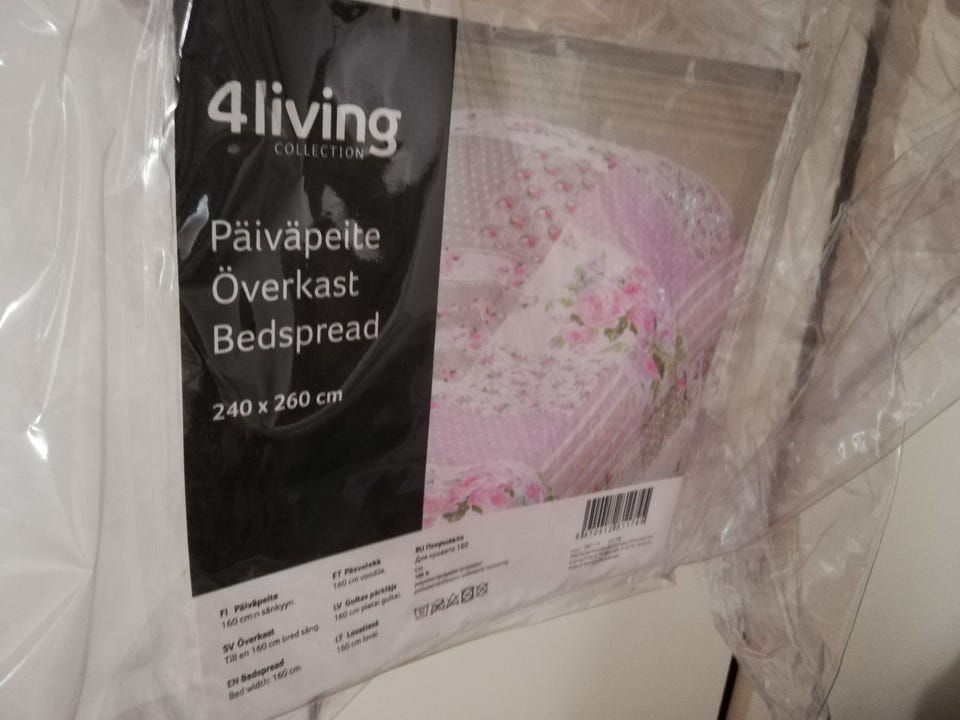 4living
COLLECTION
Päiväpeite
Överkast
Bedspread
240 x 260 cm
FI Päiväpeite
160 cm:n sänkyyn.
SV Överkast
Till en 160 cm bred säng.
EN Bedspread
Bed width: 160 cm.
ET Päevatekk
160 cm voodile.
LV Gultas pārklājs
160 cm platai gultai.
LT Lovatiesė
160 cm lovai.
RU Покрывало
Для кровати 160
см
100 %